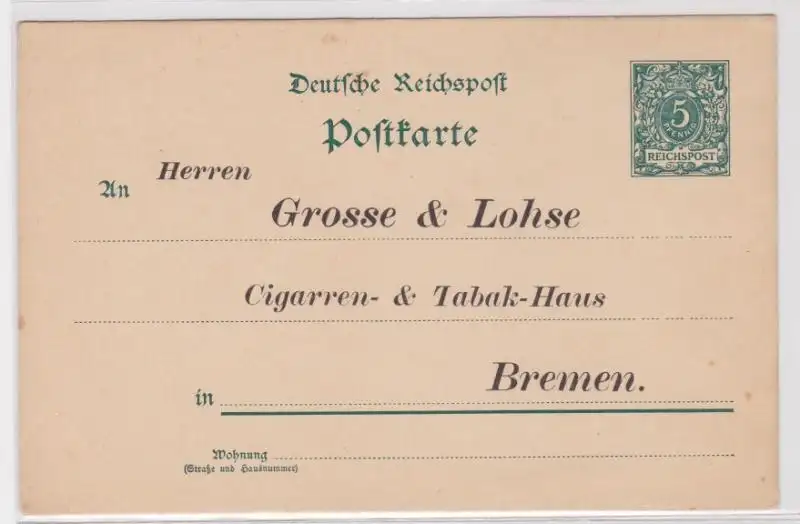 Deutsche Reichspost
Postkarte
5
PFENNIG
REICHSPOST
Herren
An
Grosse & Lohse
Cigarren- & Tabak-Haus
Bremen.
in
Wohnung
(Straße und Hausnummer)